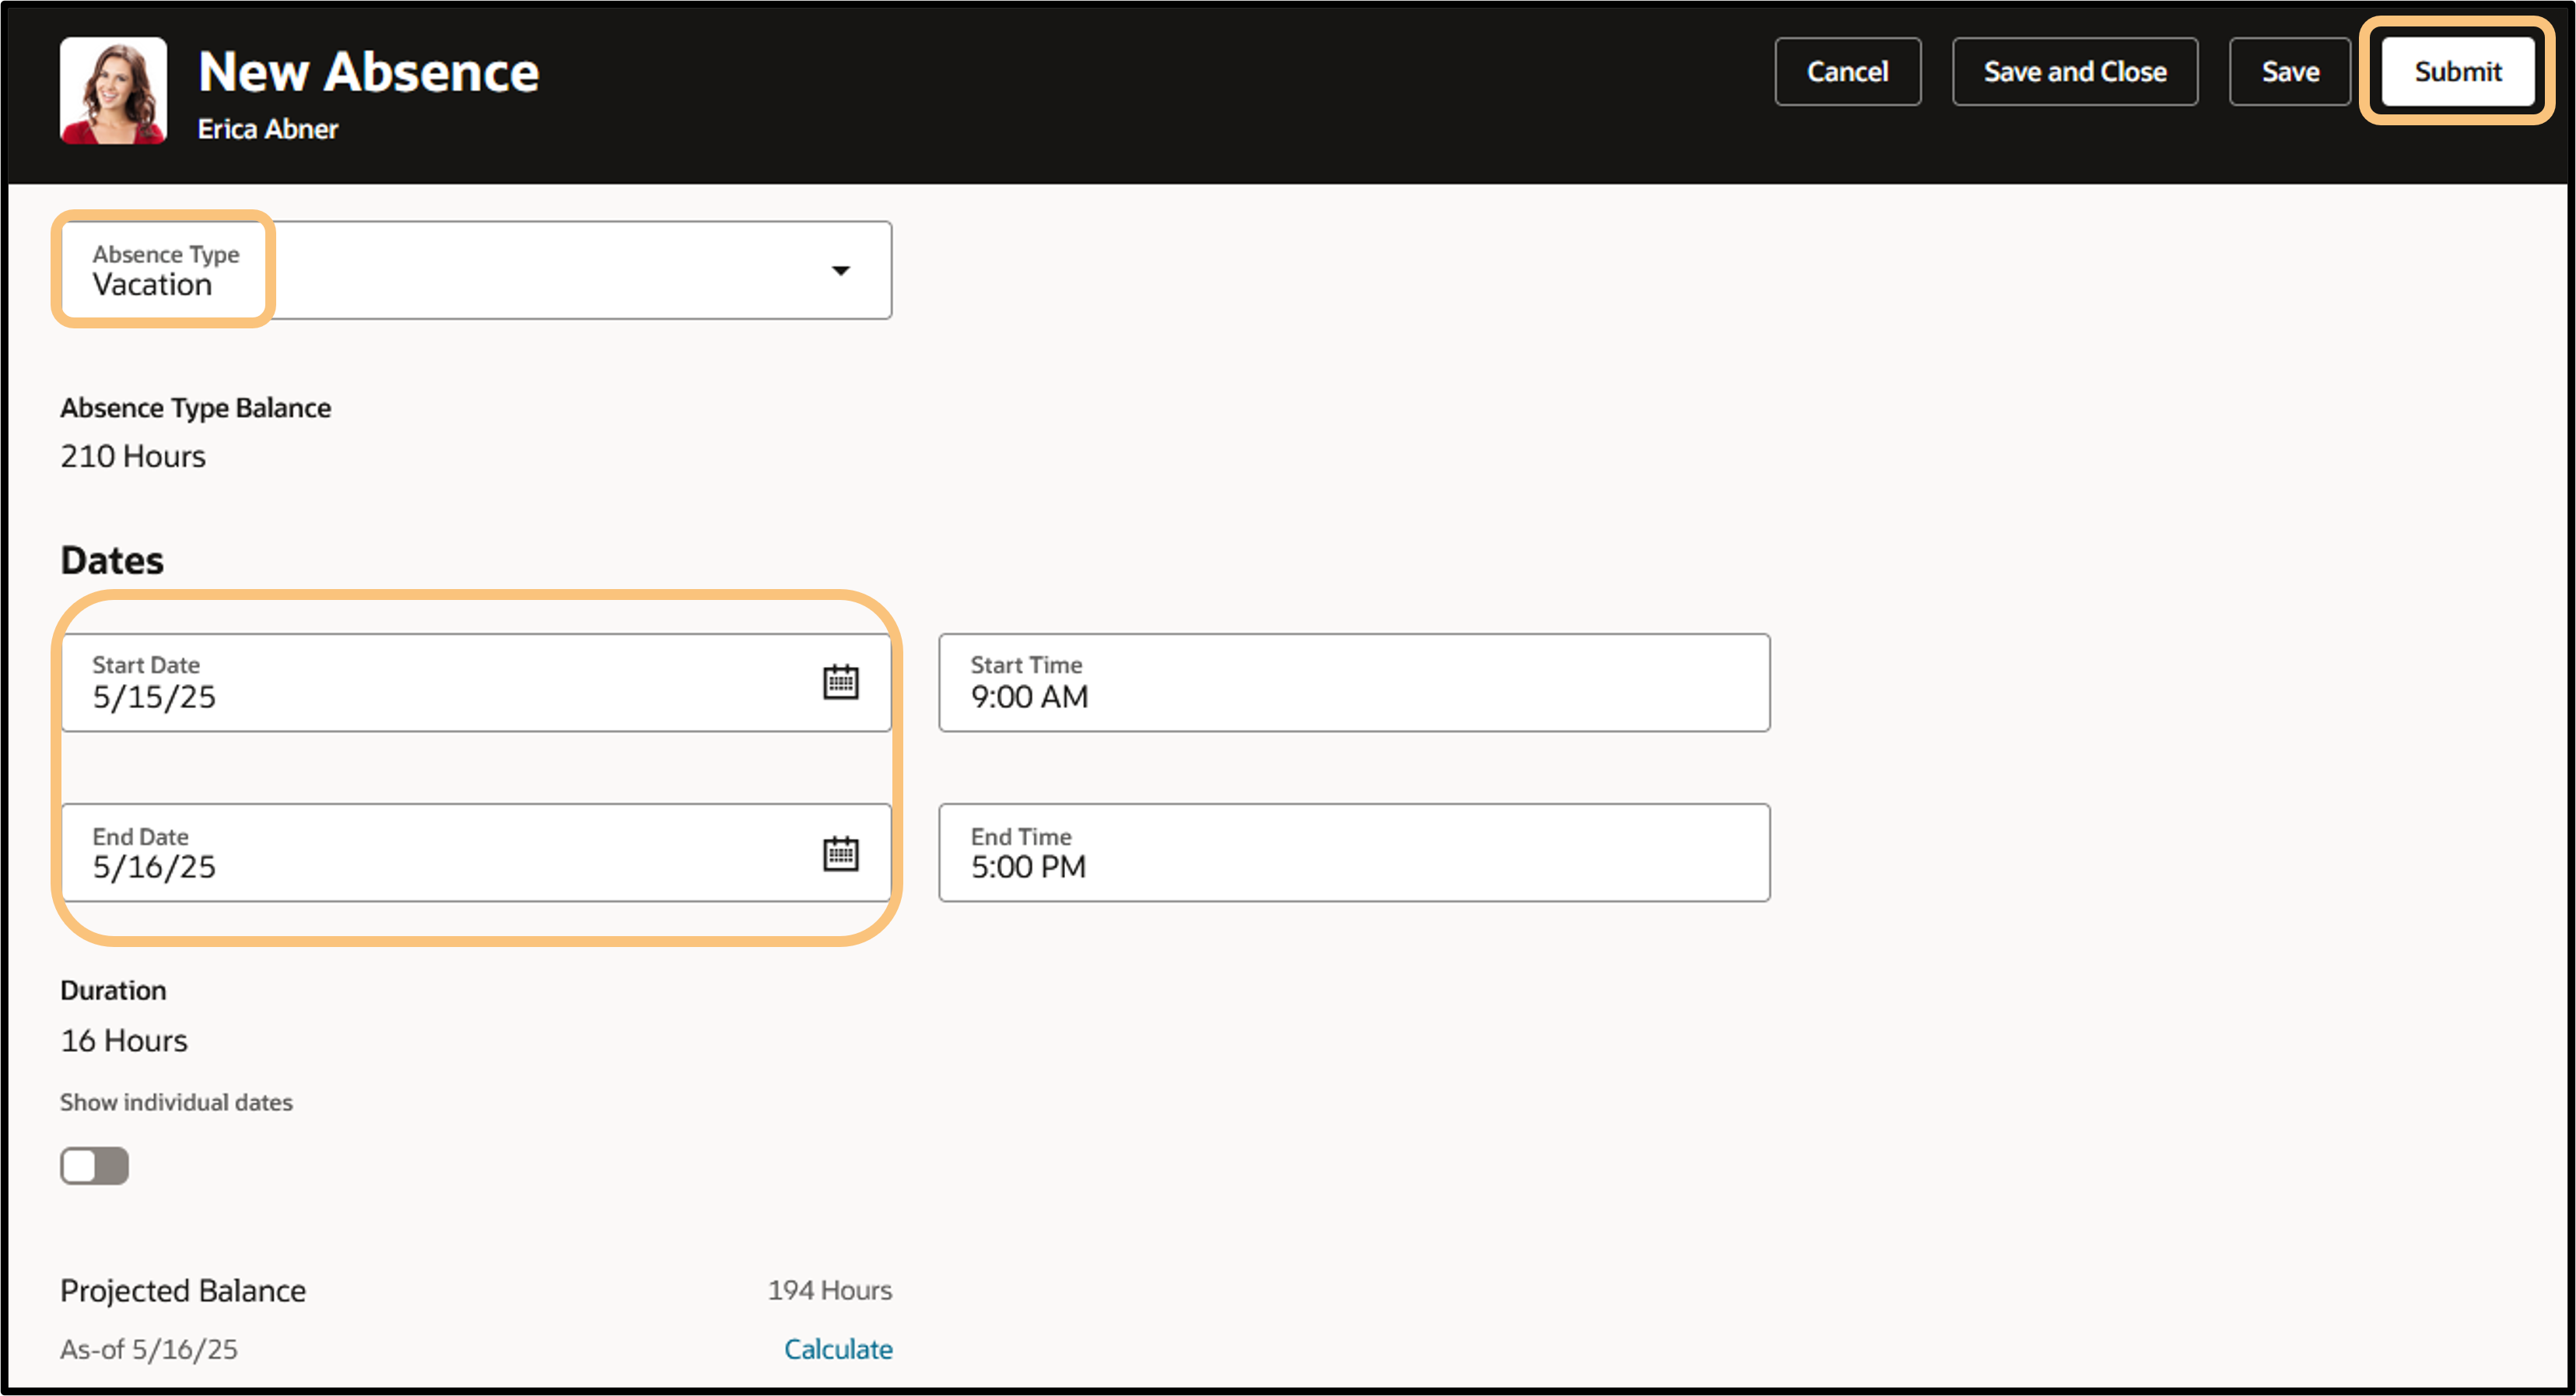 New Absence
Erica Abner
Cancel
Save and Close
Save
Submit
Absence Type
Vacation
Absence Type Balance
210 Hours
Dates
Start Date
5/15/25
Start Time
9:00 AM
End Date
5/16/25
End Time
5:00 PM
Duration
16 Hours
Show individual dates
Projected Balance
194 Hours
As-of 5/16/25
Calculate